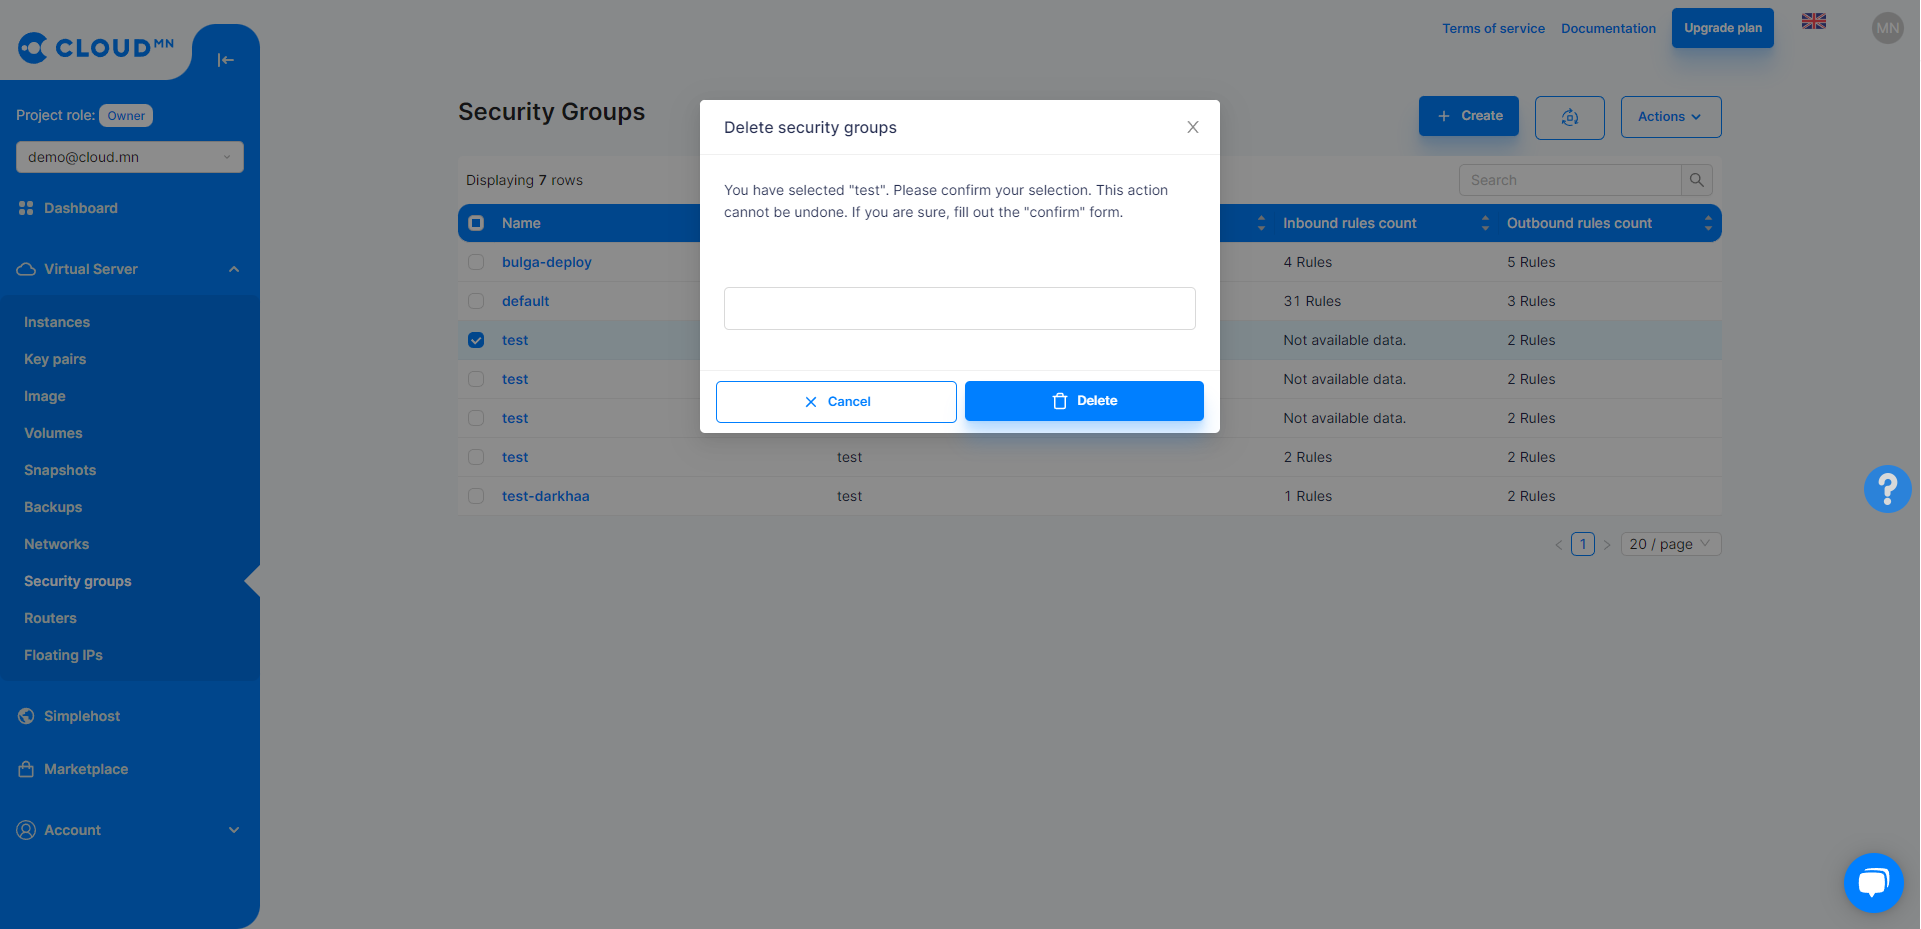 CLOUD MN
Project role: Owner
demo@cloud.mn
Dashboard
Virtual Server
Instances
Key pairs
Image
Volumes
Snapshots
Backups
Networks
Security groups
Routers
Floating IPs
Simplehost
Marketplace
Account
Terms of service Documentation Upgrade plan MN
Security Groups
Create Actions
Displaying 7 rows Search
Name Inbound rules count Outbound rules count
bulga-deploy 4 Rules 5 Rules
default 31 Rules 3 Rules
test Not available data. 2 Rules
test Not available data. 2 Rules
test Not available data. 2 Rules
test test 2 Rules 2 Rules
test-darkhaa test 1 Rules 2 Rules
1 20 / page
Delete security groups
You have selected "test". Please confirm your selection. This action
cannot be undone. If you are sure, fill out the "confirm" form.
Cancel Delete
?